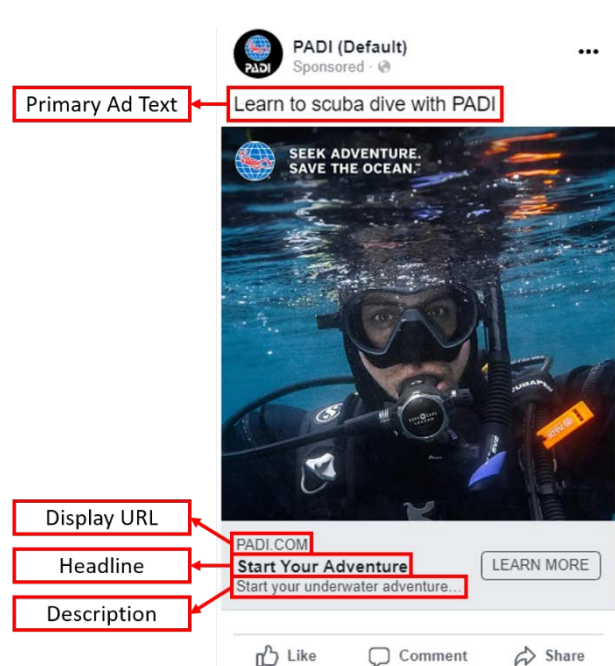 PADI (Default)
PADI
Sponsored ·
Primary Ad Text
Learn to scuba dive with PADI
SEEK ADVENTURE.
SAVE THE OCEAN.™
Display URL
PADI.COM
Headline
Start Your Adventure
LEARN MORE
Description
Start your underwater adventure...
Like
Comment
Share